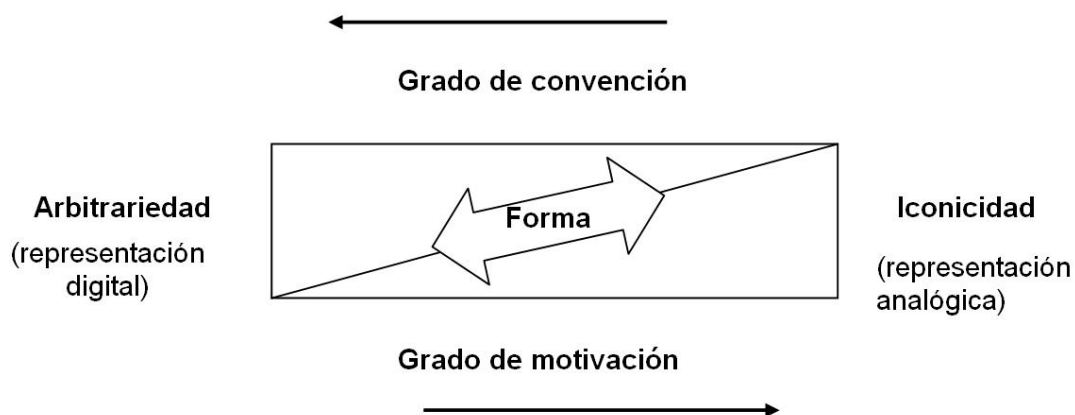 Grado de convención
Arbitrariedad
(representación
digital)
Forma
Iconicidad
(representación
analógica)
Grado de motivación